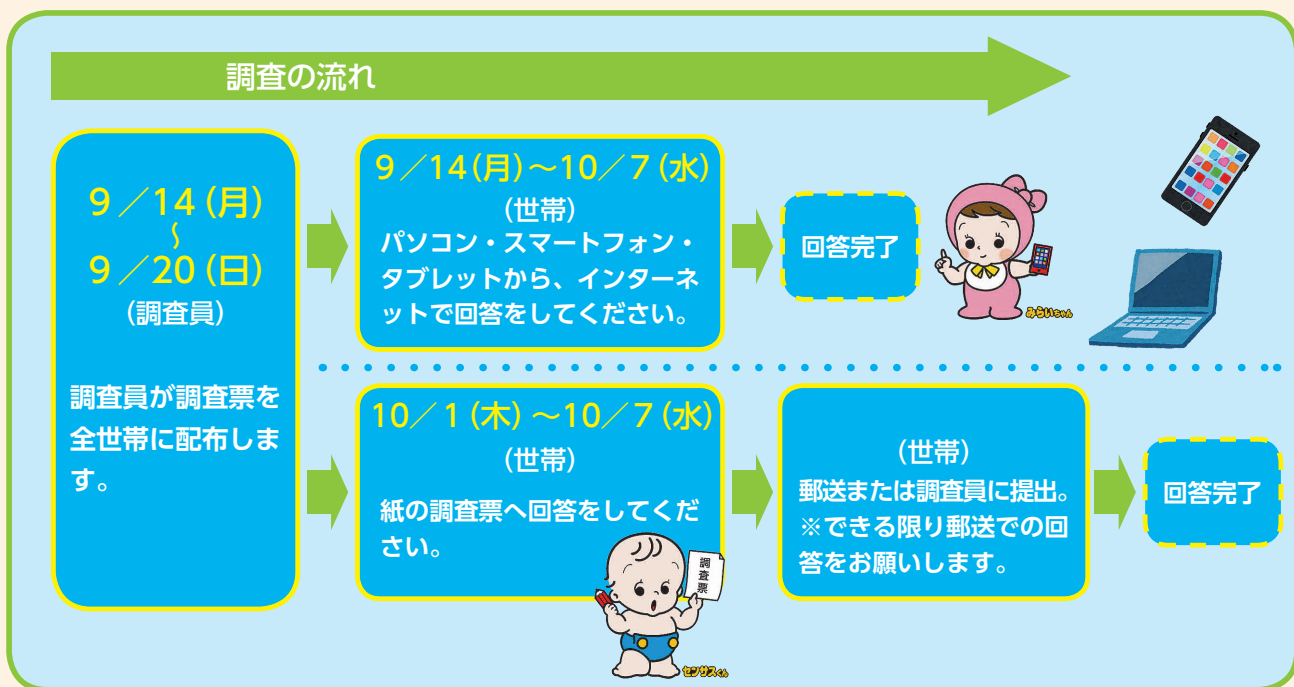 調査の流れ
9／14(月)
〜
9／20(日)
(調査員)
調査員が調査票を
全世帯に配布しま
す。
9／14(月)〜10／7(水)
(世帯)
パソコン・スマートフォン・
タブレットから、インターネ
ットで回答をしてください。
回答完了
みらいちゃん
10／1(木)〜10／7(水)
(世帯)
紙の調査票へ回答をしてくだ
さい。
調査票
センサスくん
(世帯)
郵送または調査員に提出。
※できる限り郵送での回
答をお願いします。
回答完了